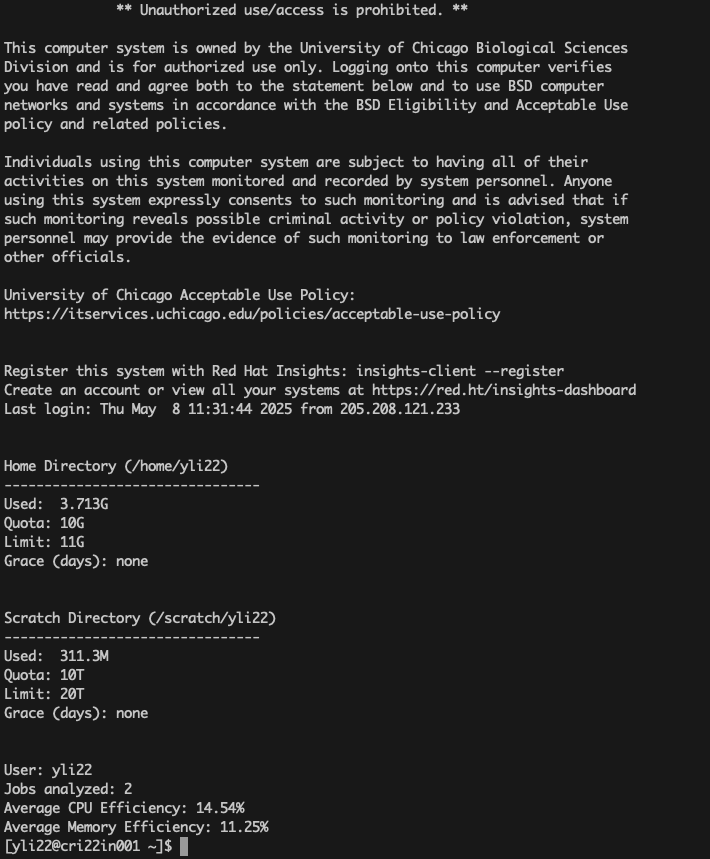 ** Unauthorized use/access is prohibited. **
This computer system is owned by the University of Chicago Biological Sciences
Division and is for authorized use only. Logging onto this computer verifies
you have read and agree both to the statement below and to use BSD computer
networks and systems in accordance with the BSD Eligibility and Acceptable Use
policy and related policies.
Individuals using this computer system are subject to having all of their
activities on this system monitored and recorded by system personnel. Anyone
using this system expressly consents to such monitoring and is advised that if
such monitoring reveals possible criminal activity or policy violation, system
personnel may provide the evidence of such monitoring to law enforcement or
other officials.
University of Chicago Acceptable Use Policy:
https://itservices.uchicago.edu/policies/acceptable-use-policy
Register this system with Red Hat Insights: insights-client --register
Create an account or view all your systems at https://red.ht/insights-dashboard
Last login: Thu May  8 11:31:44 2025 from 205.208.121.233
Home Directory (/home/yli22)
--------------------------------
Used:  3.713G
Quota: 10G
Limit: 11G
Grace (days): none
Scratch Directory (/scratch/yli22)
--------------------------------
Used:  311.3M
Quota: 10T
Limit: 20T
Grace (days): none
User: yli22
Jobs analyzed: 2
Average CPU Efficiency: 14.54%
Average Memory Efficiency: 11.25%
[yli22@cri22in001 ~]$